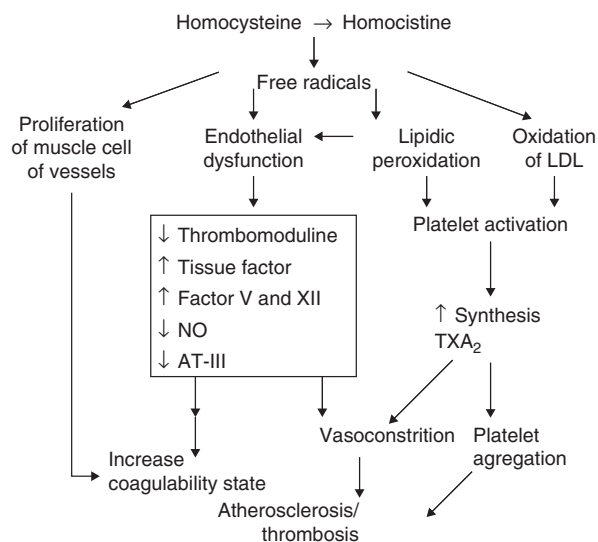 Homocysteine → Homocistine
Free radicals
Proliferation
of muscle cell
of vessels
Endothelial
dysfunction
Lipidic
peroxidation
Oxidation
of LDL
↓ Thrombomoduline
↑ Tissue factor
↑ Factor V and XII
↓ NO
↓ AT-III
Platelet activation
↑ Synthesis
TXA2
Vasoconstrition
Platelet
agregation
Increase
coagulability state
Atherosclerosis/
thrombosis